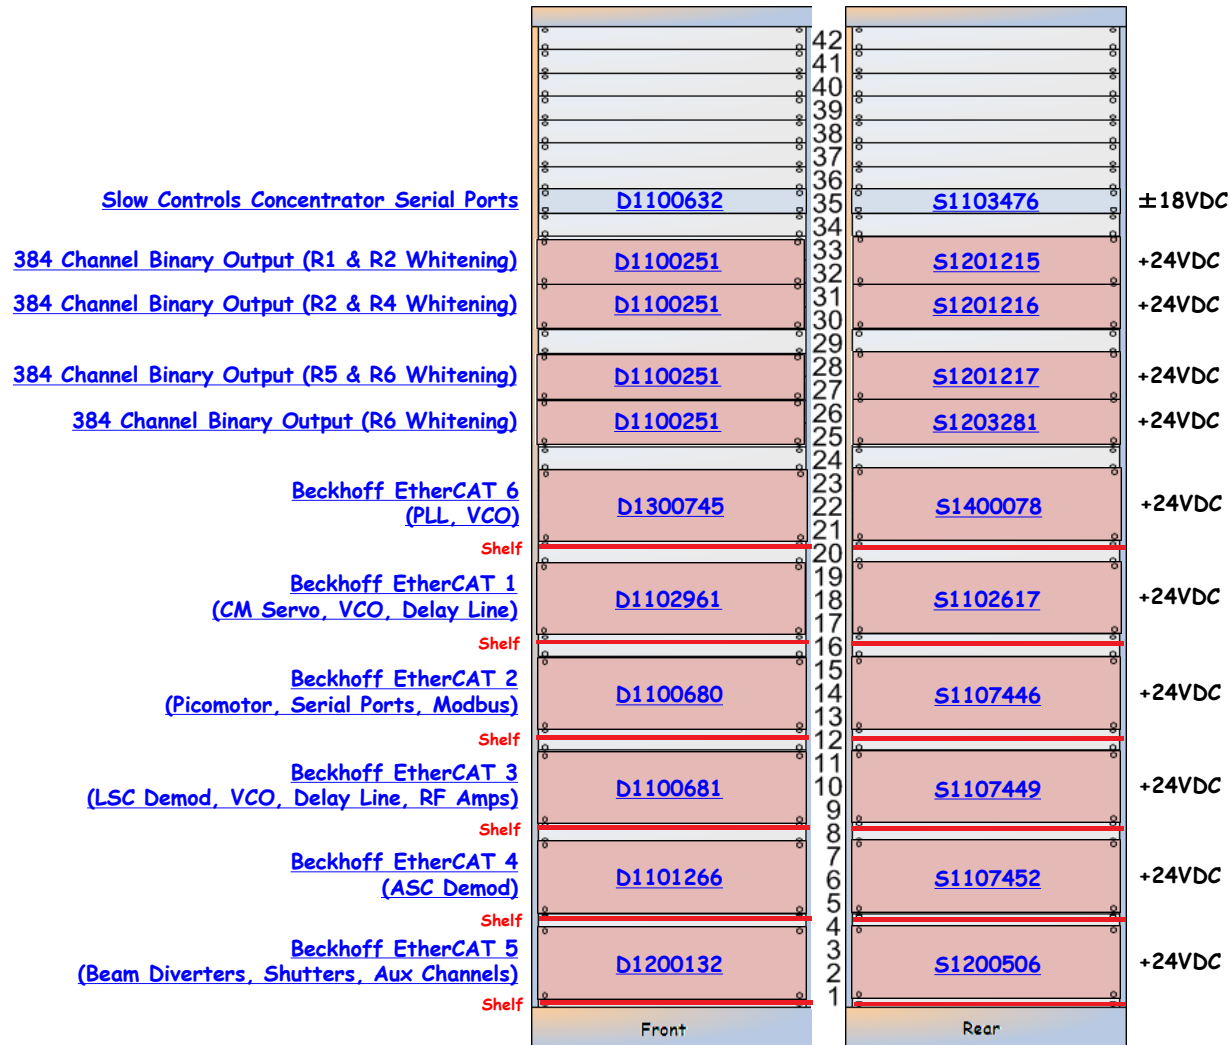 42
41
40
39
38
37
36
Slow Controls Concentrator Serial Ports D1100632 35 S1103476 ±18VDC
34
33
384 Channel Binary Output (R1 & R2 Whitening) D1100251 32 S1201215 +24VDC
31
384 Channel Binary Output (R2 & R4 Whitening) D1100251 30 S1201216 +24VDC
29
28
384 Channel Binary Output (R5 & R6 Whitening) D1100251 27 S1201217 +24VDC
26
384 Channel Binary Output (R6 Whitening) D1100251 25 S1203281 +24VDC
24
23
Beckhoff EtherCAT 6
(PLL, VCO) D1300745 22 S1400078 +24VDC
21
Shelf 20
19
Beckhoff EtherCAT 1
(CM Servo, VCO, Delay Line) D1102961 18 S1102617 +24VDC
17
Shelf 16
15
Beckhoff EtherCAT 2
(Picomotor, Serial Ports, Modbus) D1100680 14 S1107446 +24VDC
13
Shelf 12
11
Beckhoff EtherCAT 3
(LSC Demod, VCO, Delay Line, RF Amps) D1100681 10 S1107449 +24VDC
9
Shelf 8
7
Beckhoff EtherCAT 4
(ASC Demod) D1101266 6 S1107452 +24VDC
5
Shelf 4
3
Beckhoff EtherCAT 5
(Beam Diverters, Shutters, Aux Channels) D1200132 2 S1200506 +24VDC
1
Shelf
Front Rear